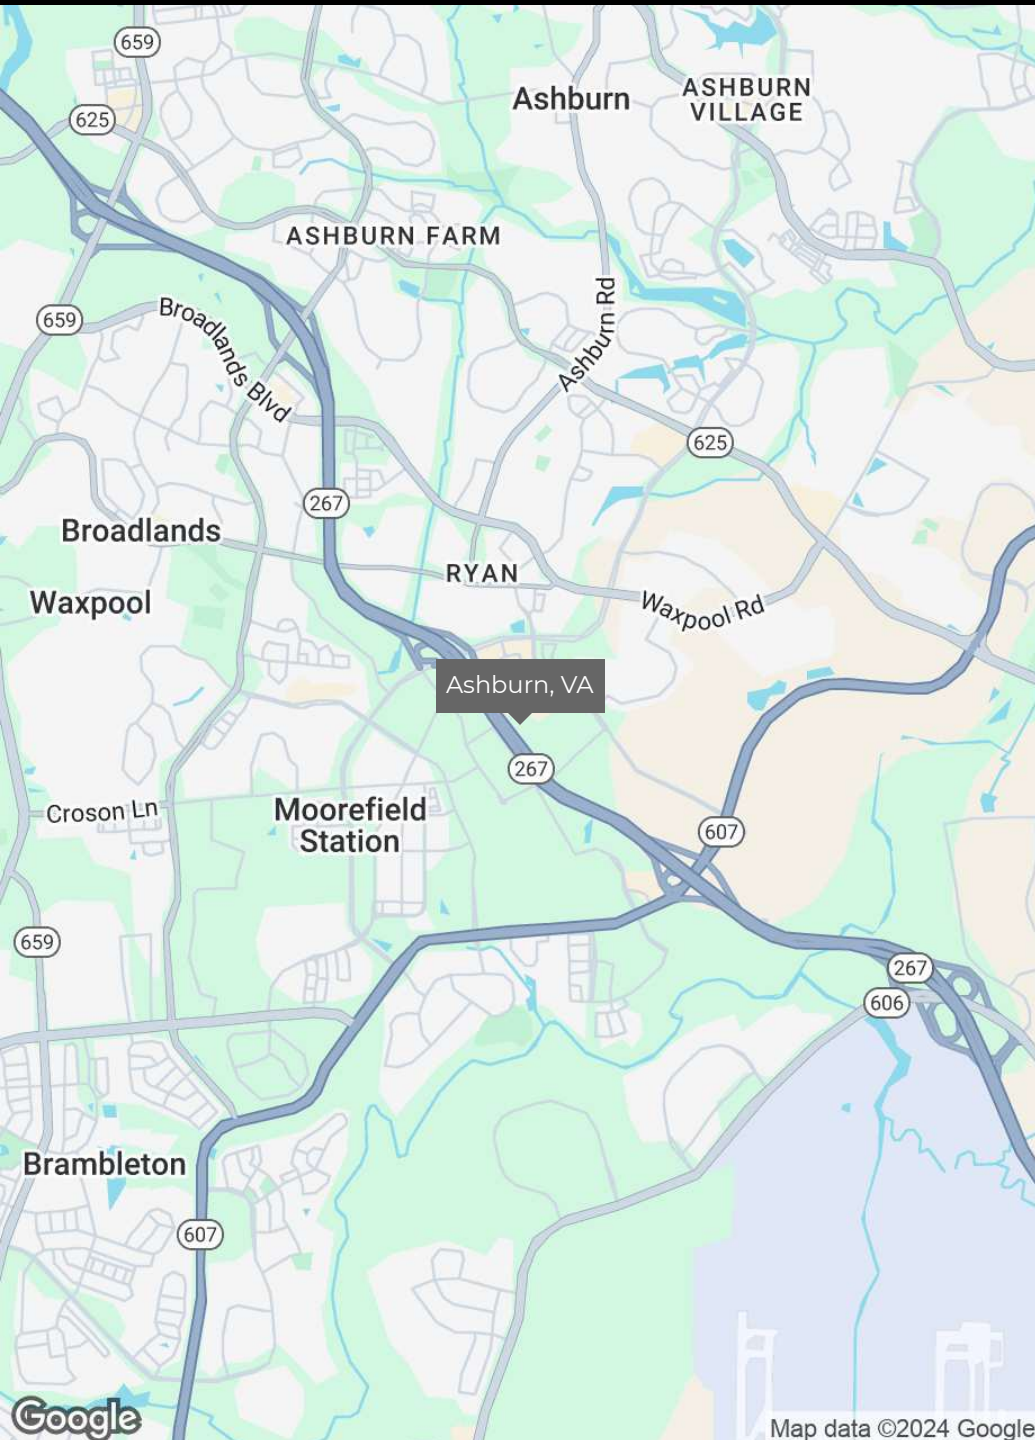 659
Ashburn
ASHBURN
VILLAGE
625
ASHBURN FARM
Ashburn Rd
659
Broadlands Blvd
625
267
Broadlands
RYAN
Waxpool
Waxpool Rd
Ashburn, VA
267
Croson Ln
Moorefield
Station
607
659
267
606
Brambleton
607
Google
Map data ©2024 Google